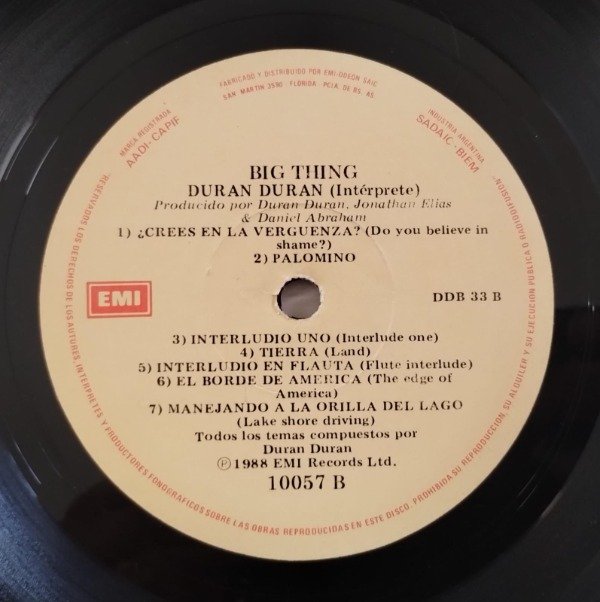 FABRICADO Y DISTRIBUIDO POR EMI-ODEON SAIC
SAN MARTIN 3590 - FLORIDA - PCIA. DE BS. AS.
MARCA REGISTRADA
AADI-CAPIF
INDUSTRIA ARGENTINA
SADAIC-BIEM
BIG THING
DURAN DURAN (Intérprete)
Producido por Duran Duran, Jonathan Elias
& Daniel Abraham
1) ¿CREES EN LA VERGUENZA? (Do you believe in
shame?)
2) PALOMINO
EMI
DDB 33 B
3) INTERLUDIO UNO (Interlude one)
4) TIERRA (Land)
5) INTERLUDIO EN FLAUTA (Flute interlude)
6) EL BORDE DE AMERICA (The edge of
America)
7) MANEJANDO A LA ORILLA DEL LAGO
(Lake shore driving)
Todos los temas compuestos por
Duran Duran
Ⓟ 1988 EMI Records Ltd.
10057 B
RESERVADOS LOS DERECHOS DE LOS AUTORES, INTERPRETES Y PRODUCTORES FONOGRAFICOS SOBRE LAS OBRAS REPRODUCIDAS EN ESTE DISCO. PROHIBIDA SU REPRODUCCION, SU ALQUILER Y SU EJECUCION PUBLICA O RADIODIFUSION